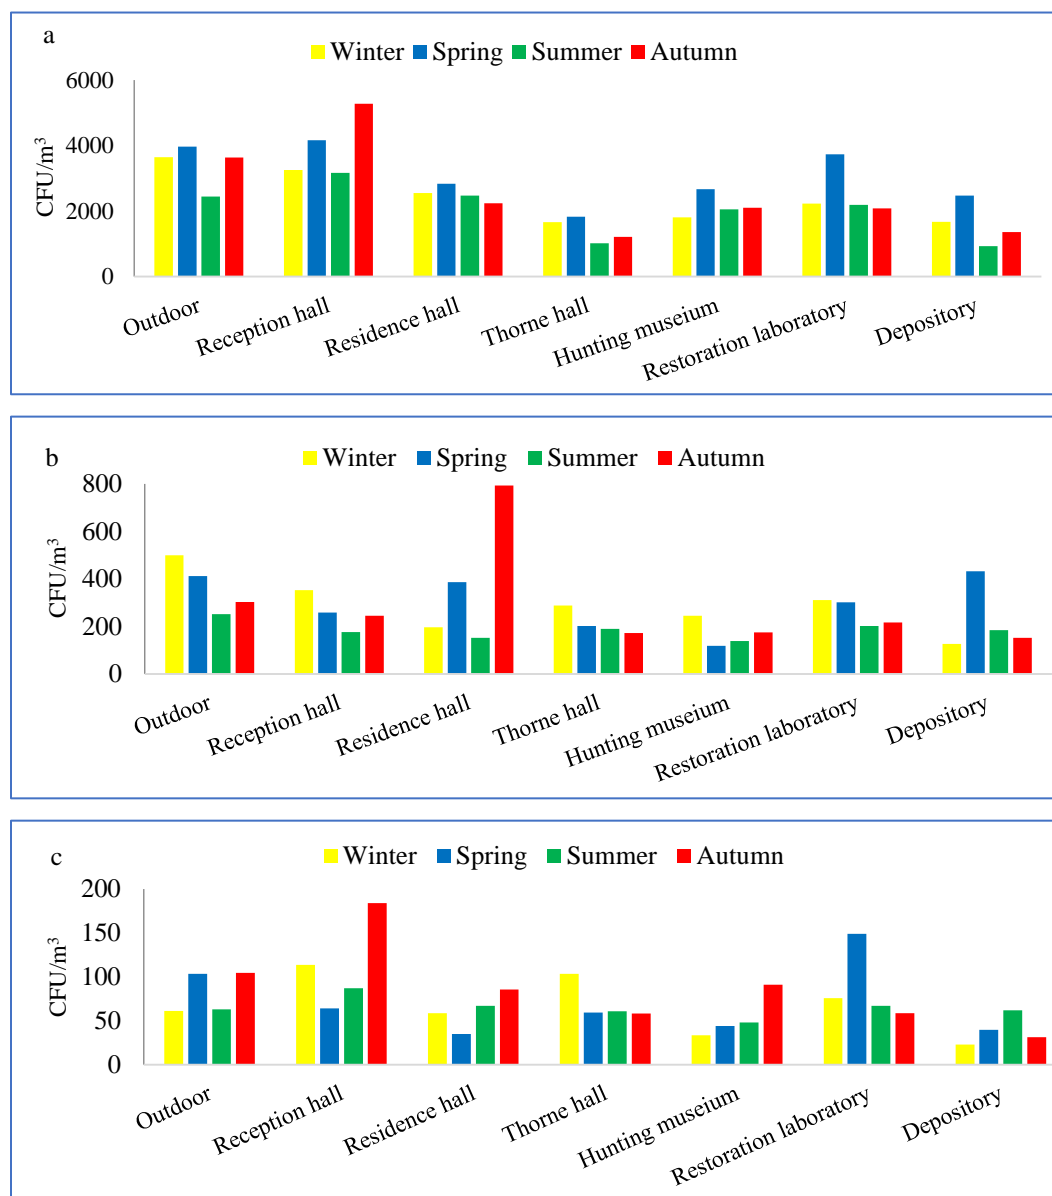 a
Winter Spring Summer Autumn
6000
4000
2000
0
CFU/m³
Outdoor
Reception hall
Residence hall
Thorne hall
Hunting museium
Restoration laboratory
Depository
b
Winter Spring Summer Autumn
800
600
400
200
0
CFU/m³
Outdoor
Reception hall
Residence hall
Thorne hall
Hunting museium
Restoration laboratory
Depository
c
Winter Spring Summer Autumn
200
150
100
50
0
CFU/m³
Outdoor
Reception hall
Residence hall
Thorne hall
Hunting museium
Restoration laboratory
Depository